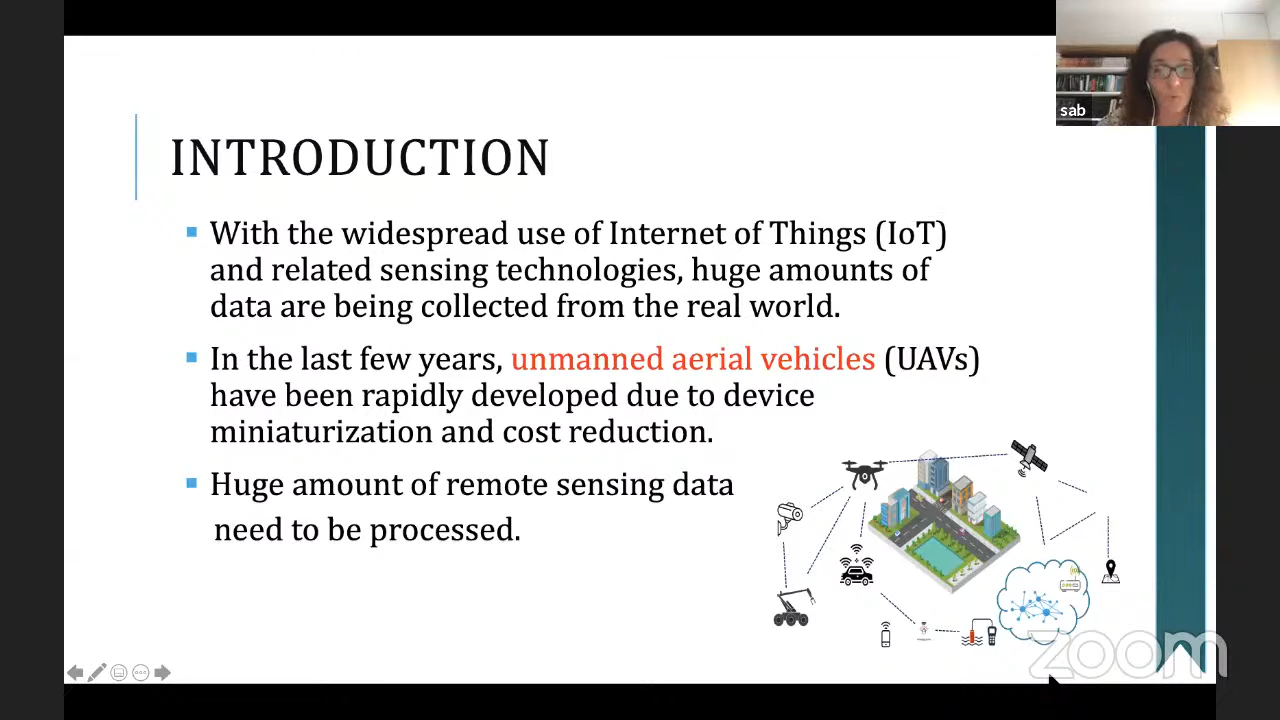 sab
INTRODUCTION
With the widespread use of Internet of Things (IoT)
and related sensing technologies, huge amounts of
data are being collected from the real world.
In the last few years, unmanned aerial vehicles (UAVs)
have been rapidly developed due to device
miniaturization and cost reduction.
Huge amount of remote sensing data
need to be processed.
zoom